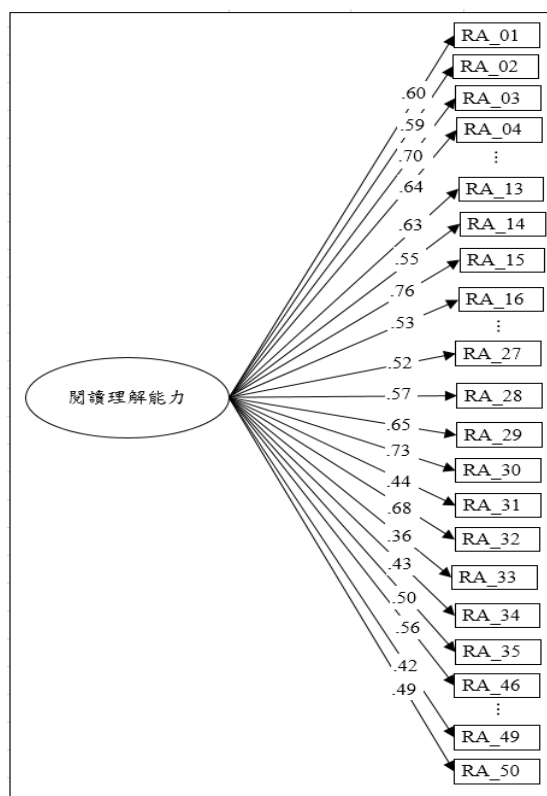 RA_01
RA_02
.60
RA_03
.59
RA_04
.70
⋮
.64
RA_13
.63
RA_14
.55
RA_15
.76
RA_16
.53
⋮
.52
RA_27
閱讀理解能力
.57
RA_28
.65
RA_29
.73
RA_30
.44
RA_31
.68
RA_32
.36
RA_33
.43
RA_34
.50
RA_35
.56
RA_46
⋮
.42
RA_49
.49
RA_50